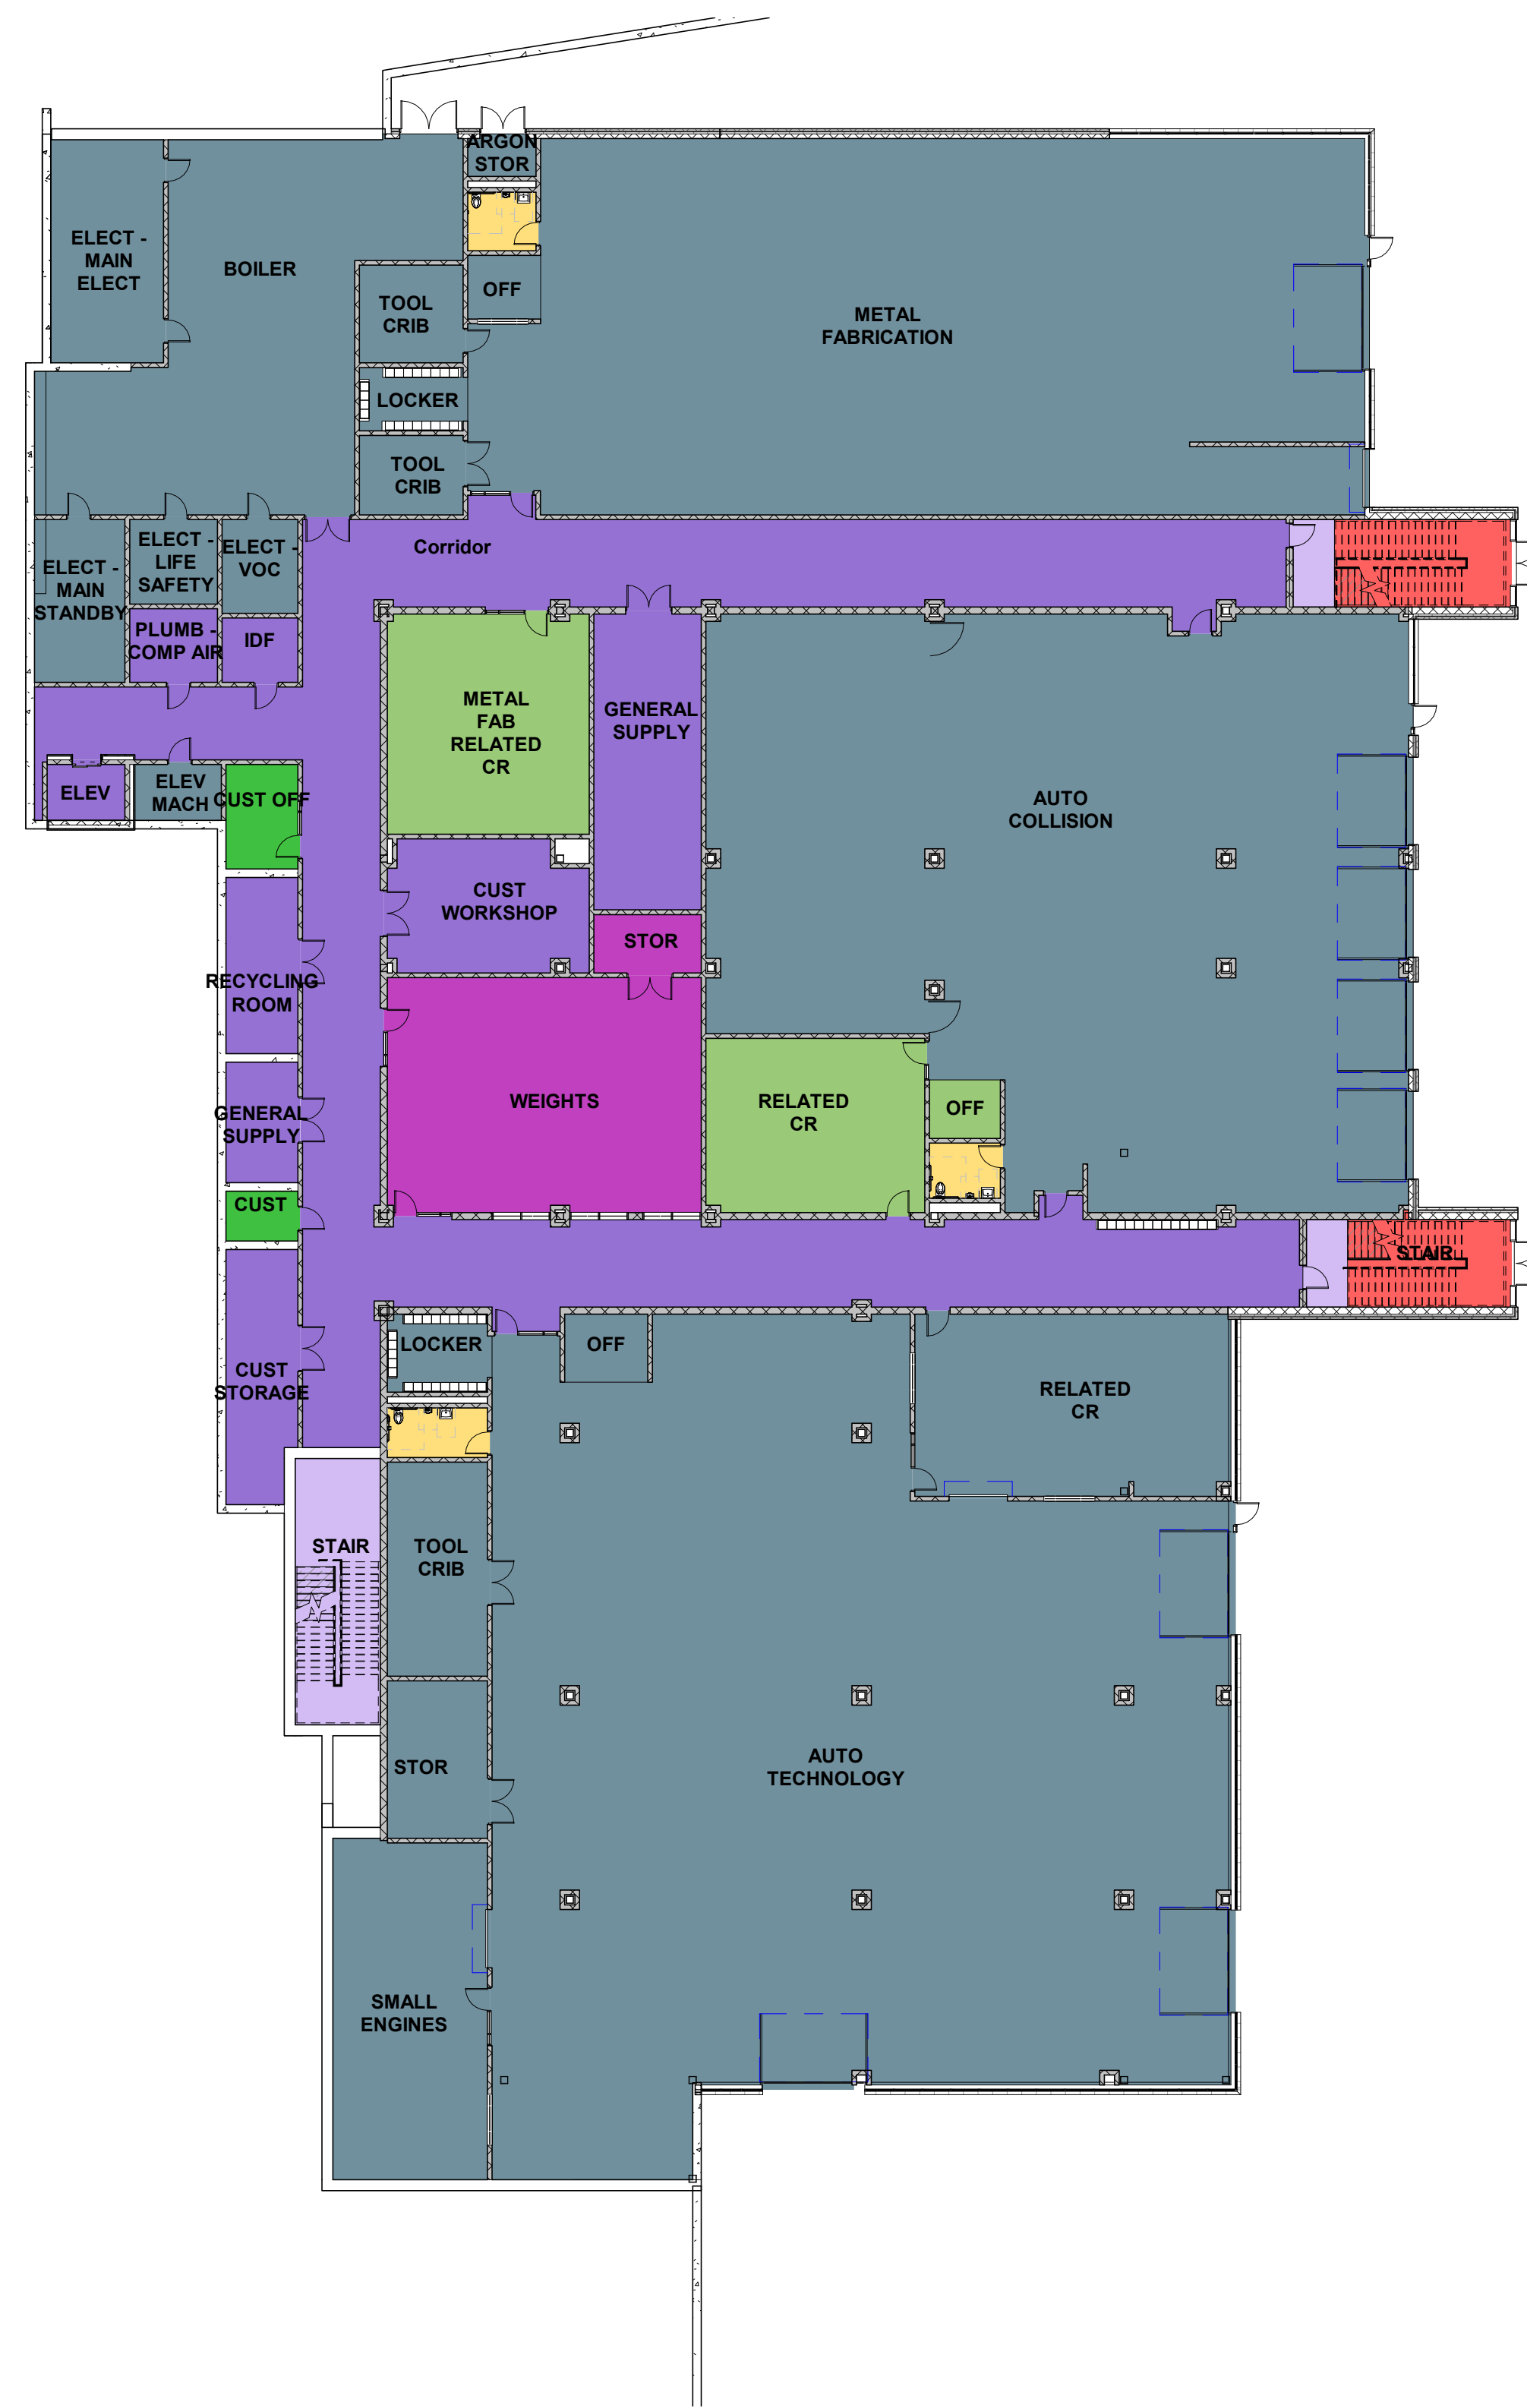 ARGON
STOR
ELECT -
MAIN
ELECT
BOILER
OFF
TOOL
CRIB
METAL
FABRICATION
LOCKER
TOOL
CRIB
Corridor
ELECT -
MAIN
STANDBY
ELECT -
LIFE
SAFETY
ELECT -
VOC
PLUMB -
COMP AIR
IDF
METAL
FAB
RELATED
CR
GENERAL
SUPPLY
ELEV
ELEV
MACH
CUST OFF
AUTO
COLLISION
CUST
WORKSHOP
STOR
RECYCLING
ROOM
WEIGHTS
RELATED
CR
OFF
GENERAL
SUPPLY
CUST
STAIR
LOCKER
OFF
CUST
STORAGE
RELATED
CR
STAIR
TOOL
CRIB
STOR
AUTO
TECHNOLOGY
SMALL
ENGINES